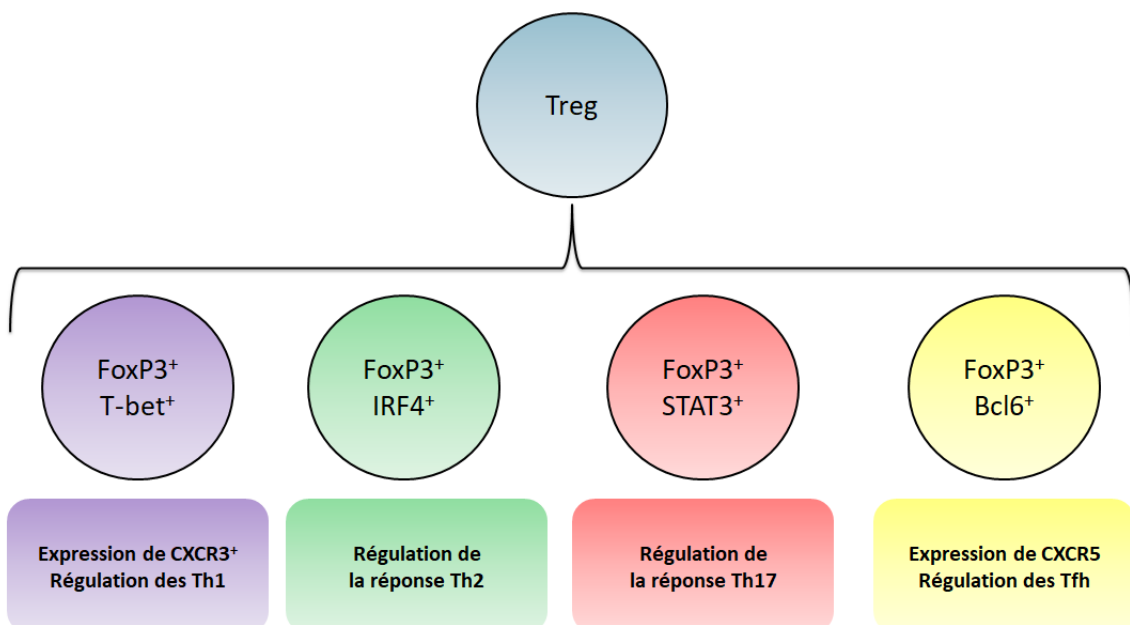 Treg
FoxP3⁺
T-bet⁺
FoxP3⁺
IRF4⁺
FoxP3⁺
STAT3⁺
FoxP3⁺
Bcl6⁺
Expression de CXCR3⁺
Régulation des Th1
Régulation de
la réponse Th2
Régulation de
la réponse Th17
Expression de CXCR5
Régulation des Tfh